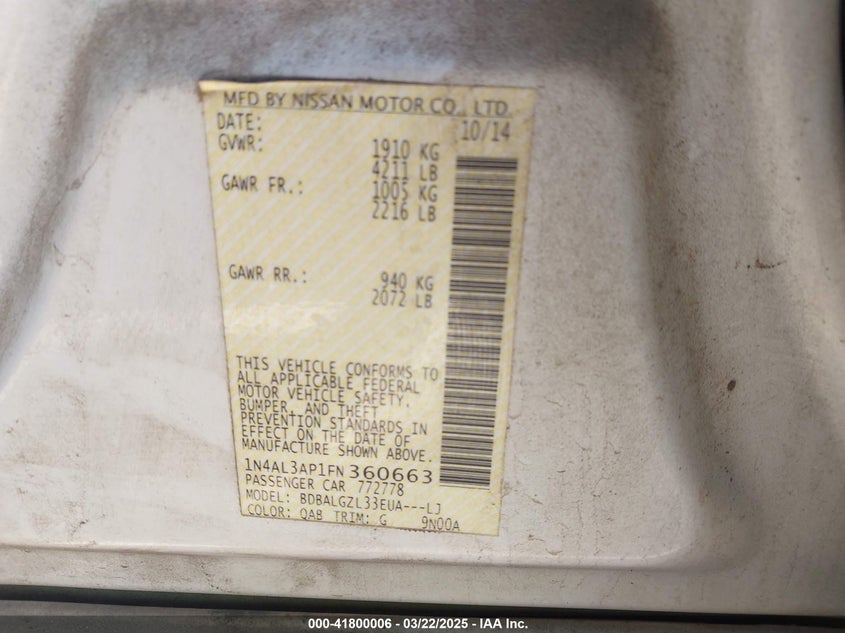 MFD BY NISSAN MOTOR CO., LTD.
DATE: 10/14
GVWR: 1910 KG
4211 LB
GAWR FR.: 1005 KG
2216 LB
GAWR RR.: 940 KG
2072 LB
THIS VEHICLE CONFORMS TO
ALL APPLICABLE FEDERAL
MOTOR VEHICLE SAFETY,
BUMPER, AND THEFT
PREVENTION STANDARDS IN
EFFECT ON THE DATE OF
MANUFACTURE SHOWN ABOVE.
1N4AL3AP1FN360663
PASSENGER CAR 772778
MODEL: BDBALGZL33EUA---LJ
COLOR: QAB TRIM: G 9N00A
000-41800006 - 03/22/2025 - IAA Inc.